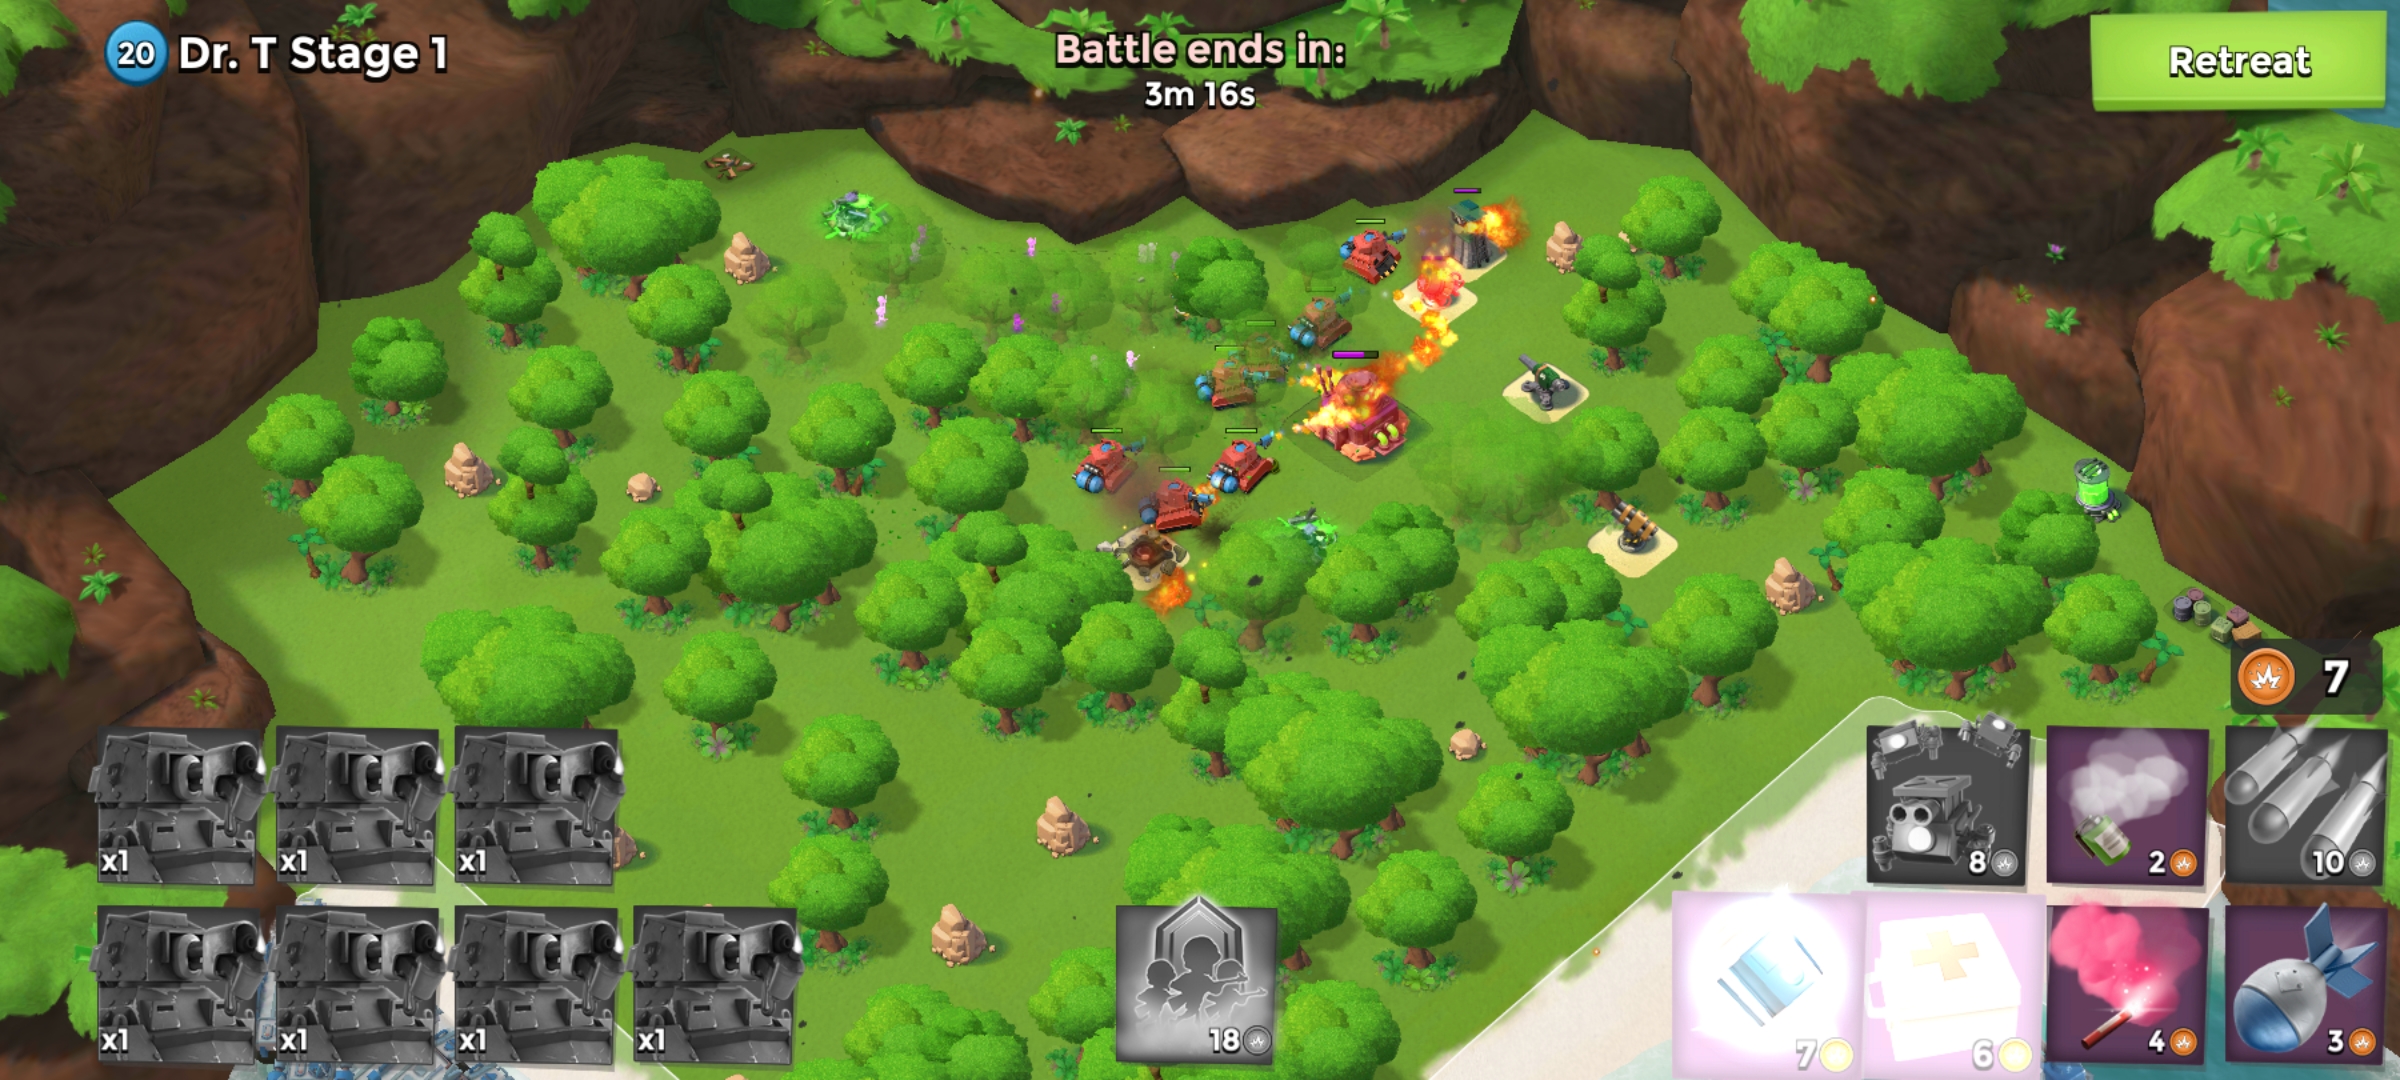 20 Dr. T Stage 1
Battle ends in:
3m 16s
Retreat
7
x1 x1 x1
8 2 10
x1 x1 x1 x1
18
7 6 4 3